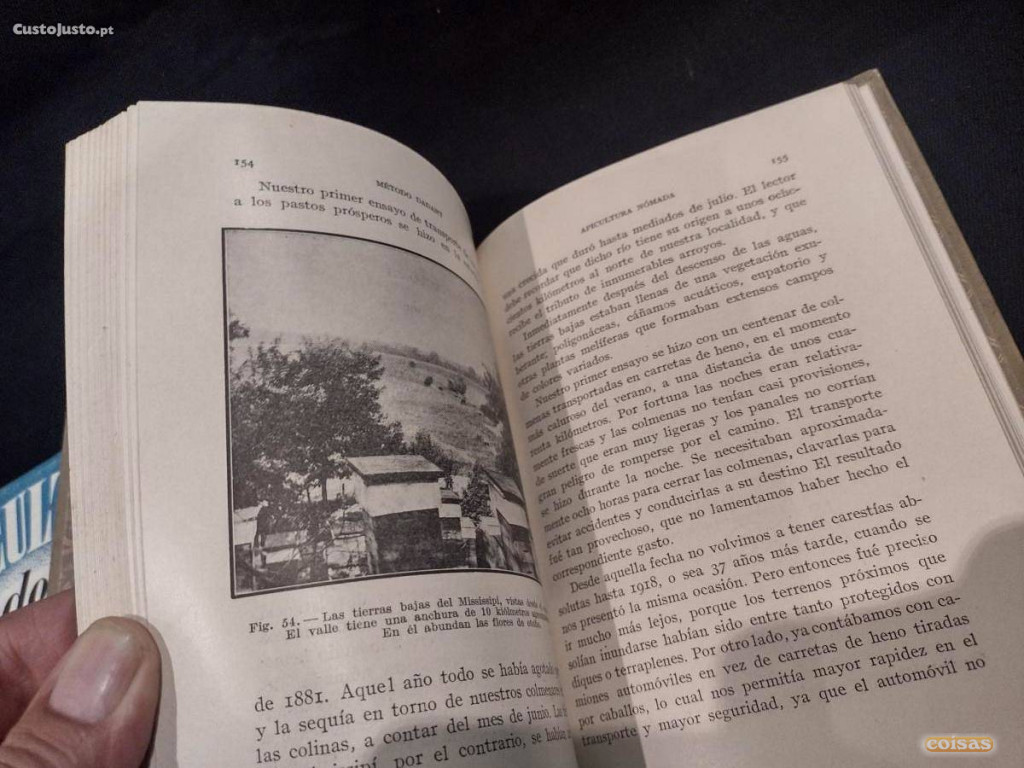 CustoJusto.pt
154
MÉTODO DADANT
Nuestro primer ensayo de transporte
a los pastos prósperos se hizo en
Fig. 54. — Las tierras bajas del Mississipí, vistas desde
El valle tiene una anchura de 10 kilómetros
En él abundan las flores de otoño.
de 1881. Aquel año todo se había agotado
y la sequía en torno de nuestros colmenares
las colinas, a contar del mes de junio.
por el contrario, se había
155
APICULTURA NÓMADA
una crecida que duró hasta mediados de julio. El lector
debe recordar que dicho río tiene su origen a unos ocho-
cientos kilómetros al norte de nuestra localidad, y que
recibe el tributo de innumerables arroyos.
Inmediatamente después del descenso de las aguas,
las tierras bajas estaban llenas de una vegetación exu-
berante; poligonáceas, cáñamos acuáticos, eupatorio y
otras plantas melíferas que formaban extensos campos
de colores variados.
Nuestro primer ensayo se hizo con un centenar de col-
menas transportadas en carretas de heno, en el momento
más caluroso del verano, a una distancia de unos cua-
renta kilómetros. Por fortuna las noches eran relativa-
mente frescas y las colmenas no tenían casi provisiones,
de suerte que eran muy ligeras y los panales no corrían
gran peligro de romperse por el camino. El transporte
se hizo durante la noche. Se necesitaban aproximada-
mente ocho horas para cerrar las colmenas, clavarlas para
evitar accidentes y conducirlas a su destino El resultado
fué tan provechoso, que no lamentamos haber hecho el
correspondiente gasto.
Desde aquella fecha no volvimos a tener carestías ab-
solutas hasta 1918, o sea 37 años más tarde, cuando se
nos presentó la misma ocasión. Pero entonces fué preciso
ir mucho más lejos, porque los terrenos próximos que
solían inundarse habían sido entre tanto protegidos con
diques o terraplenes. Por otro lado, ya contábamos con ca-
miones automóviles en vez de carretas de heno tiradas
por caballos, lo cual nos permitía mayor rapidez en el
transporte y mayor seguridad, ya que el automóvil no
coisas